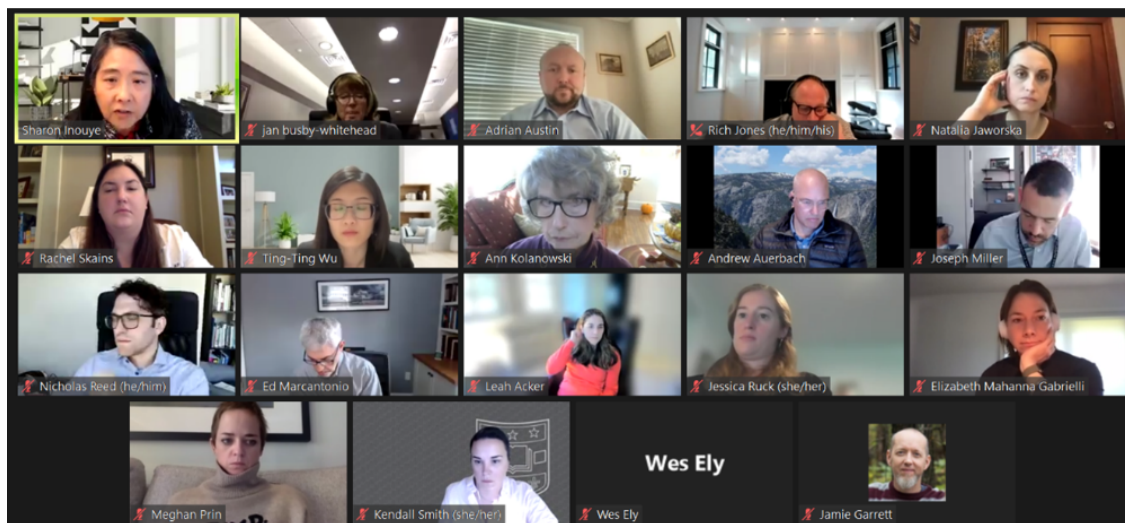 Sharon Inouye
jan busby-whitehead
Adrian Austin
Rich Jones (he/him/his)
Natalia Jaworska
Rachel Skains
Ting-Ting Wu
Ann Kolanowski
Andrew Auerbach
Joseph Miller
Nicholas Reed (he/him)
Ed Marcantonio
Leah Acker
Jessica Ruck (she/her)
Elizabeth Mahanna Gabrielli
Meghan Prin
Kendall Smith (she/her)
Wes Ely
Wes Ely
Jamie Garrett